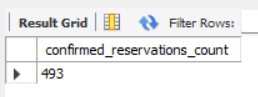 Result Grid Filter Rows:
confirmed_reservations_count
493